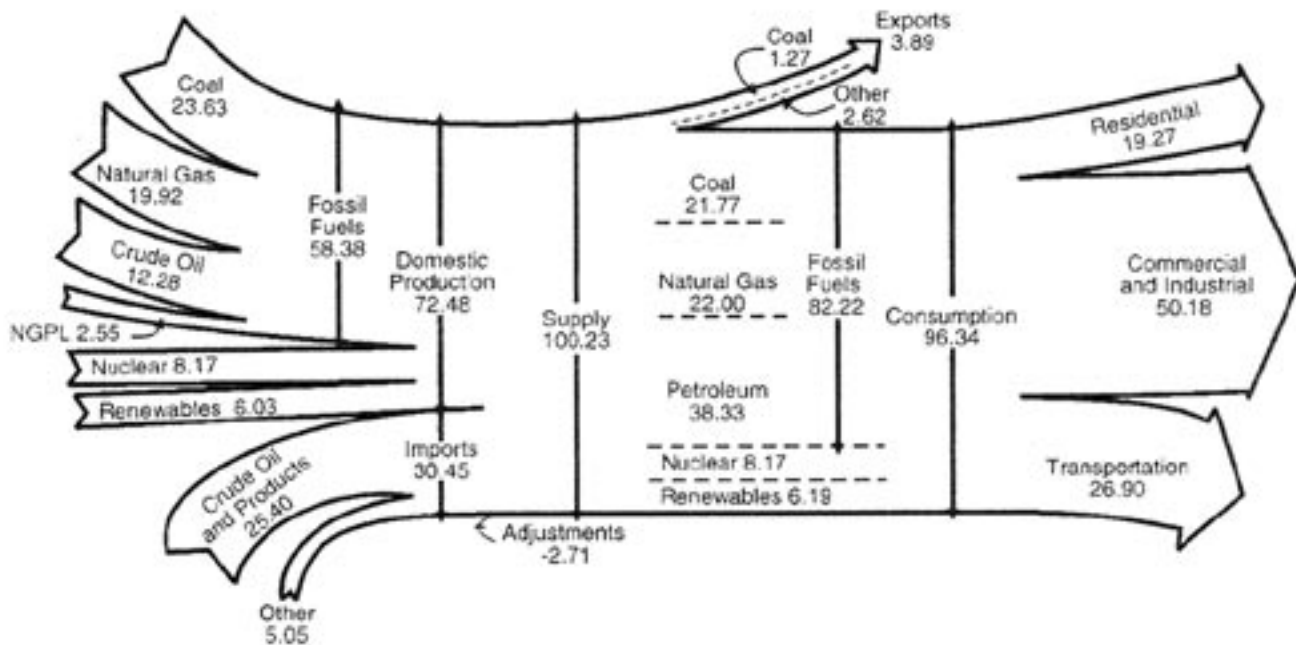 Coal
23.63
Natural Gas
19.92
Crude Oil
12.28
NGPL 2.55
Nuclear 8.17
Renewables 6.03
Crude Oil
and Products
25.40
Other
5.05
Fossil
Fuels
58.38
Domestic
Production
72.48
Imports
30.45
Adjustments
-2.71
Supply
100.23
Coal
1.27
Exports
3.89
Other
2.62
Coal
21.77
Natural Gas
22.00
Petroleum
38.33
Nuclear 8.17
Renewables 6.19
Fossil
Fuels
82.22
Consumption
96.34
Residential
19.27
Commercial
and Industrial
50.18
Transportation
26.90